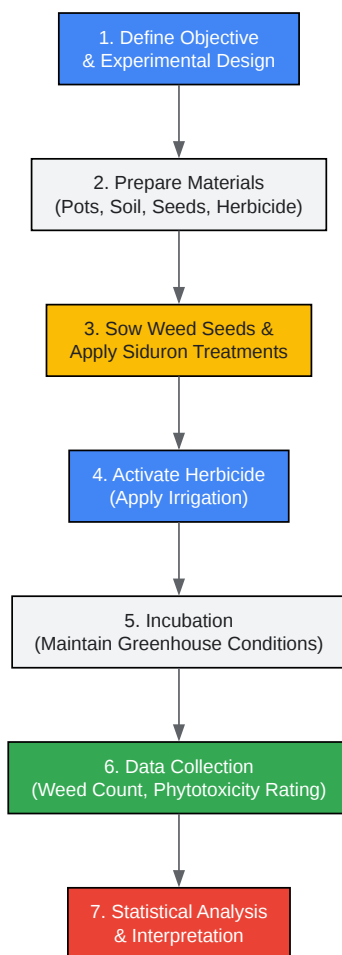 1. Define Objective
& Experimental Design
2. Prepare Materials
(Pots, Soil, Seeds, Herbicide)
3. Sow Weed Seeds &
Apply Siduron Treatments
4. Activate Herbicide
(Apply Irrigation)
5. Incubation
(Maintain Greenhouse Conditions)
6. Data Collection
(Weed Count, Phytotoxicity Rating)
7. Statistical Analysis
& Interpretation